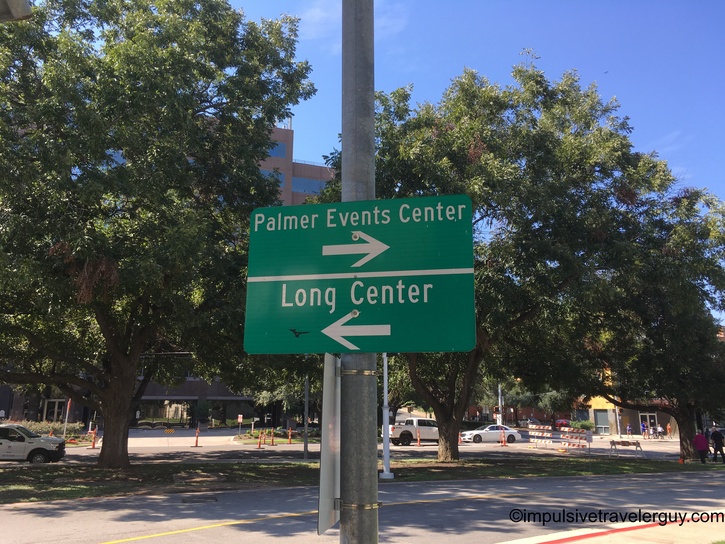 Palmer Events Center
Long Center
©impulsivetravelerguy.com